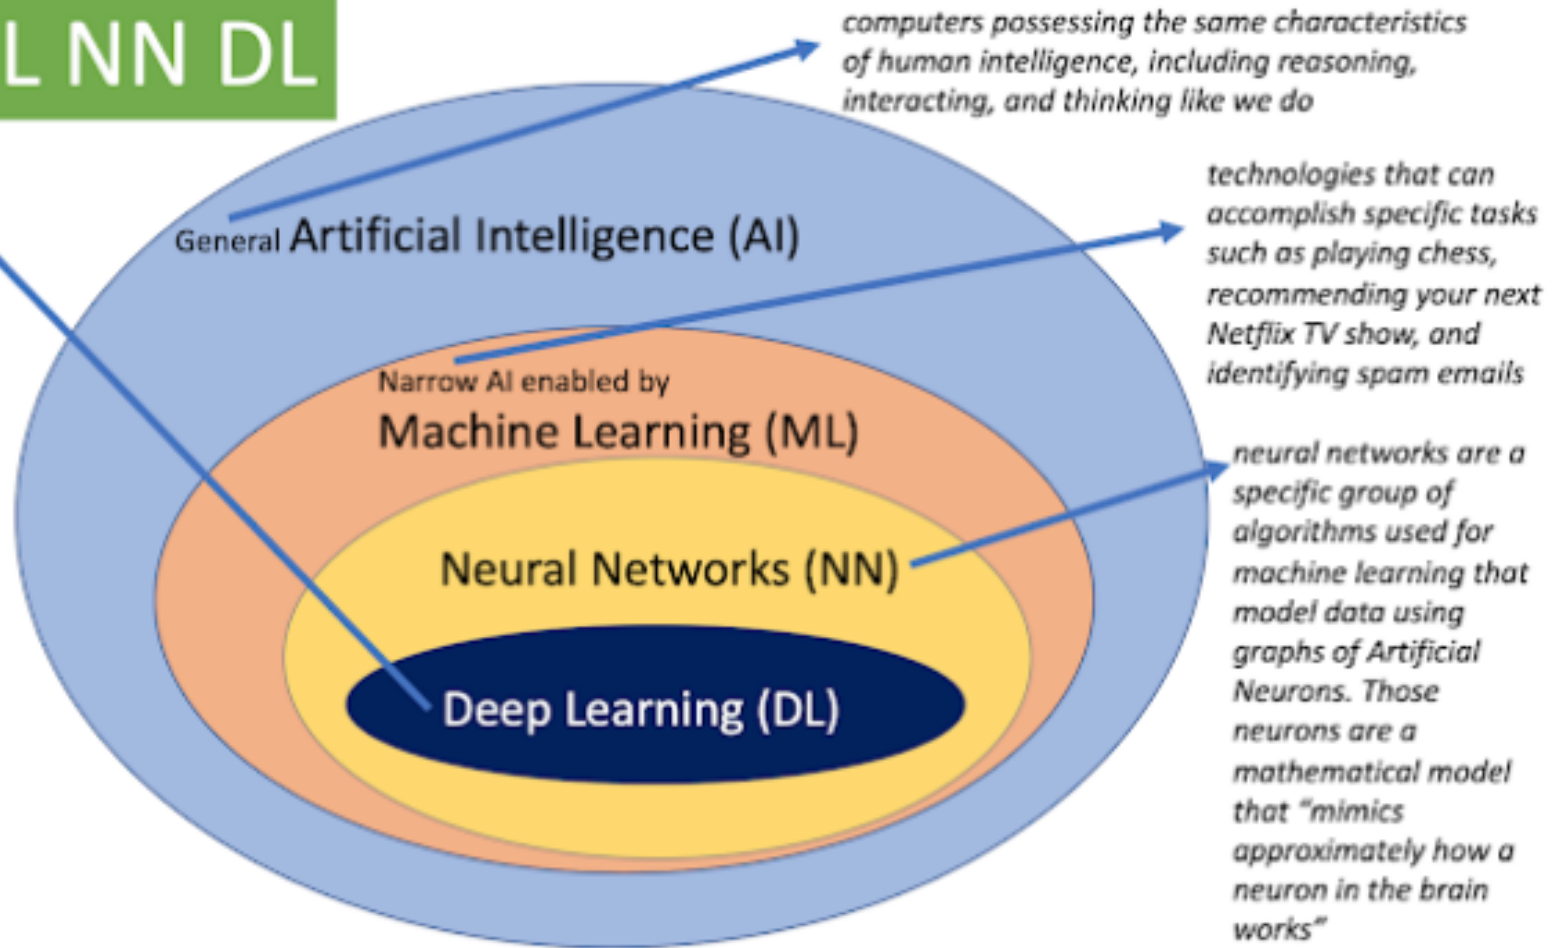 L NN DL
computers possessing the same characteristics
of human intelligence, including reasoning,
interacting, and thinking like we do
General Artificial Intelligence (AI)
technologies that can
accomplish specific tasks
such as playing chess,
recommending your next
Netflix TV show, and
identifying spam emails
Narrow AI enabled by
Machine Learning (ML)
neural networks are a
specific group of
algorithms used for
machine learning that
model data using
graphs of Artificial
Neurons. Those
neurons are a
mathematical model
that “mimics
approximately how a
neuron in the brain
works”
Neural Networks (NN)
Deep Learning (DL)